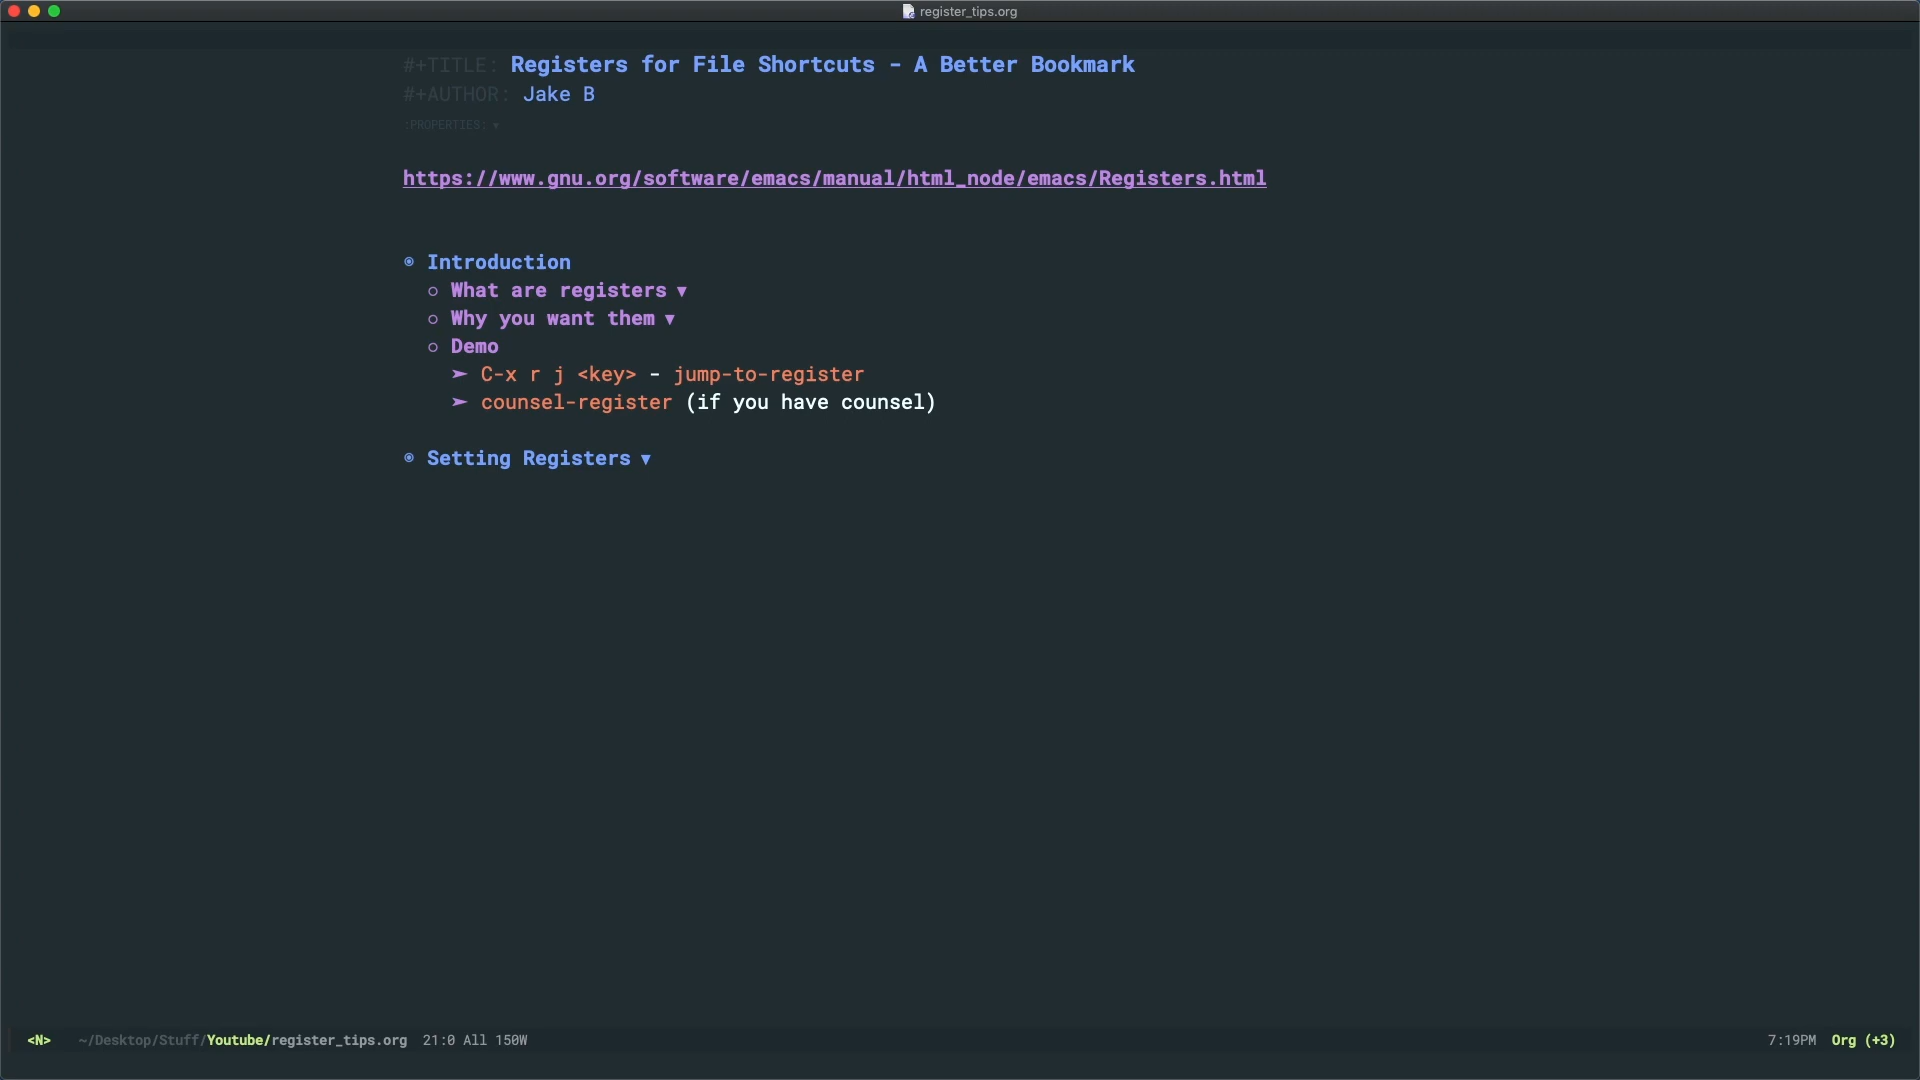 register_tips.org
#+TITLE: Registers for File Shortcuts - A Better Bookmark
#+AUTHOR: Jake B
:PROPERTIES: ▾
https://www.gnu.org/software/emacs/manual/html_node/emacs/Registers.html
◉ Introduction
○ What are registers ▼
○ Why you want them ▼
○ Demo
➤ C-x r j <key> - jump-to-register
➤ counsel-register (if you have counsel)
◉ Setting Registers ▼
<N> ~/Desktop/Stuff/Youtube/register_tips.org 21:0 All 150W 7:19PM Org (+3)